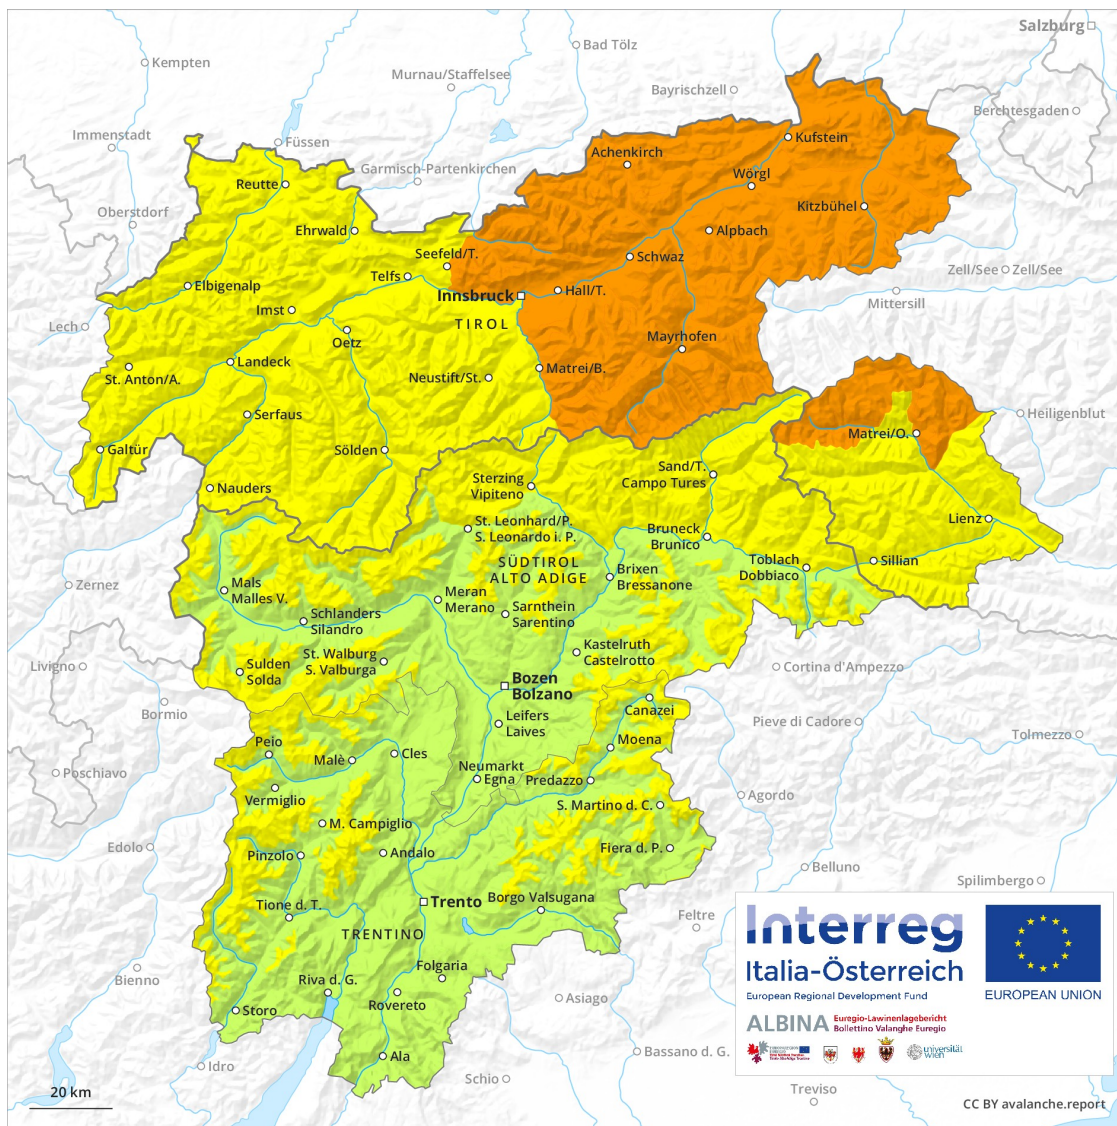 Salzburg
Bad Tölz
Kempten
Murnau/Staffelsee
Bayrischzell
Berchtesgaden
Immenstadt
Füssen
Kufstein
Achenkirch
Garmisch-Partenkirchen
Wörgl
Reutte
Oberstdorf
Kitzbühel
Ehrwald
Alpbach
Seefeld/T.
Schwaz
Telfs
Zell/See
Zell/See
Elbigenalp
Hall/T.
Innsbruck
Mittersill
Imst
TIROL
Lech
Oetz
Mayrhofen
Landeck
Matrei/B.
St. Anton/A.
Neustift/St.
Serfaus
Heiligenblut
Matrei/O.
Galtür
Sölden
Sand/T.
Campo Tures
Sterzing
Vipiteno
Nauders
St. Leonhard/P.
S. Leonardo i. P.
Lienz
Bruneck
Brunico
SÜDTIROL
ALTO ADIGE
Toblach
Dobbiaco
Sillian
Brixen
Bressanone
Zernez
Mals
Malles V.
Meran
Merano
Schlanders
Silandro
Sarnthein
Sarentino
Kastelruth
Castelrotto
St. Walburg
S. Valburga
Livigno
Sulden
Solda
Cortina d'Ampezzo
Bozen
Bolzano
Bormio
Canazei
Leifers
Laives
Pieve di Cadore
Tolmezzo
Peio
Moena
Malè
Cles
Poschiavo
Neumarkt
Egna
Predazzo
Vermiglio
Agordo
S. Martino d. C.
M. Campiglio
Edolo
Pinzolo
Andalo
Fiera d. P.
Belluno
Spilimbergo
Tione d. T.
Trento
Borgo Valsugana
Feltre
TRENTINO
Folgaria
Bienno
Riva d. G.
Rovereto
Asiago
Storo
Ala
Bassano d. G.
Idro
Schio
Treviso
20 km
Interreg
Italia-Österreich
European Regional Development Fund
EUROPEAN UNION
ALBINA
Euregio-Lawinenlagebericht
Bollettino Valanghe Euregio
universität
wien
CC BY avalanche.report